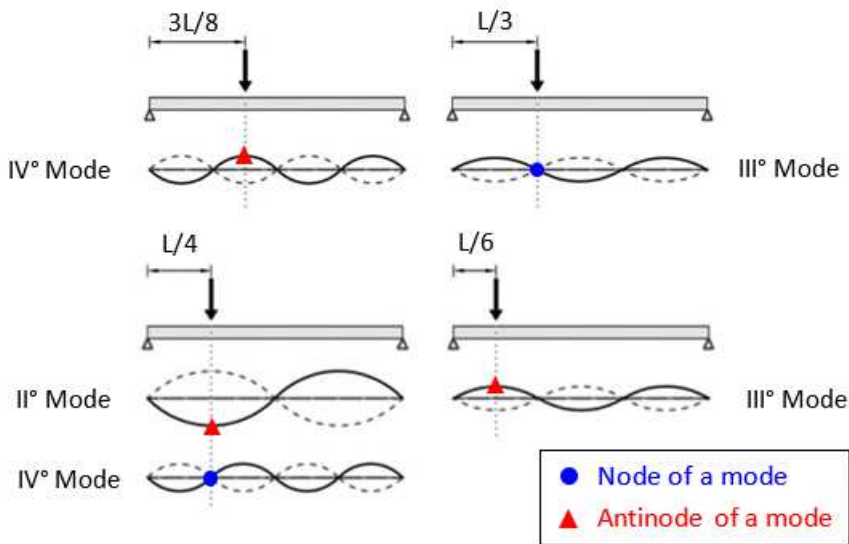 3L/8
L/3
IV° Mode
III° Mode
L/4
L/6
II° Mode
III° Mode
IV° Mode
Node of a mode
Antinode of a mode